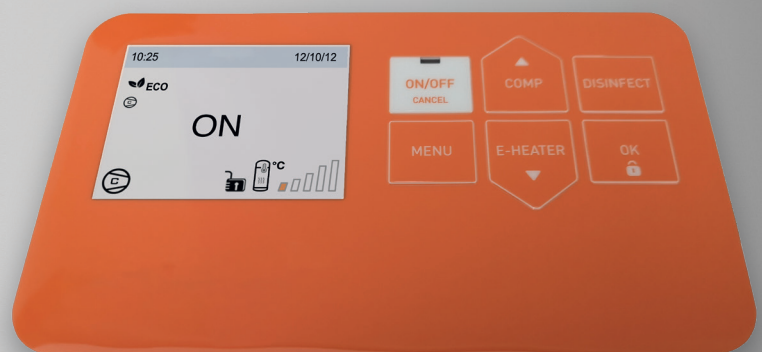 10:25 12/10/12
ECO
ON
°C
C
C
ON/OFF
CANCEL
COMP
DISINFECT
MENU
E-HEATER
OK